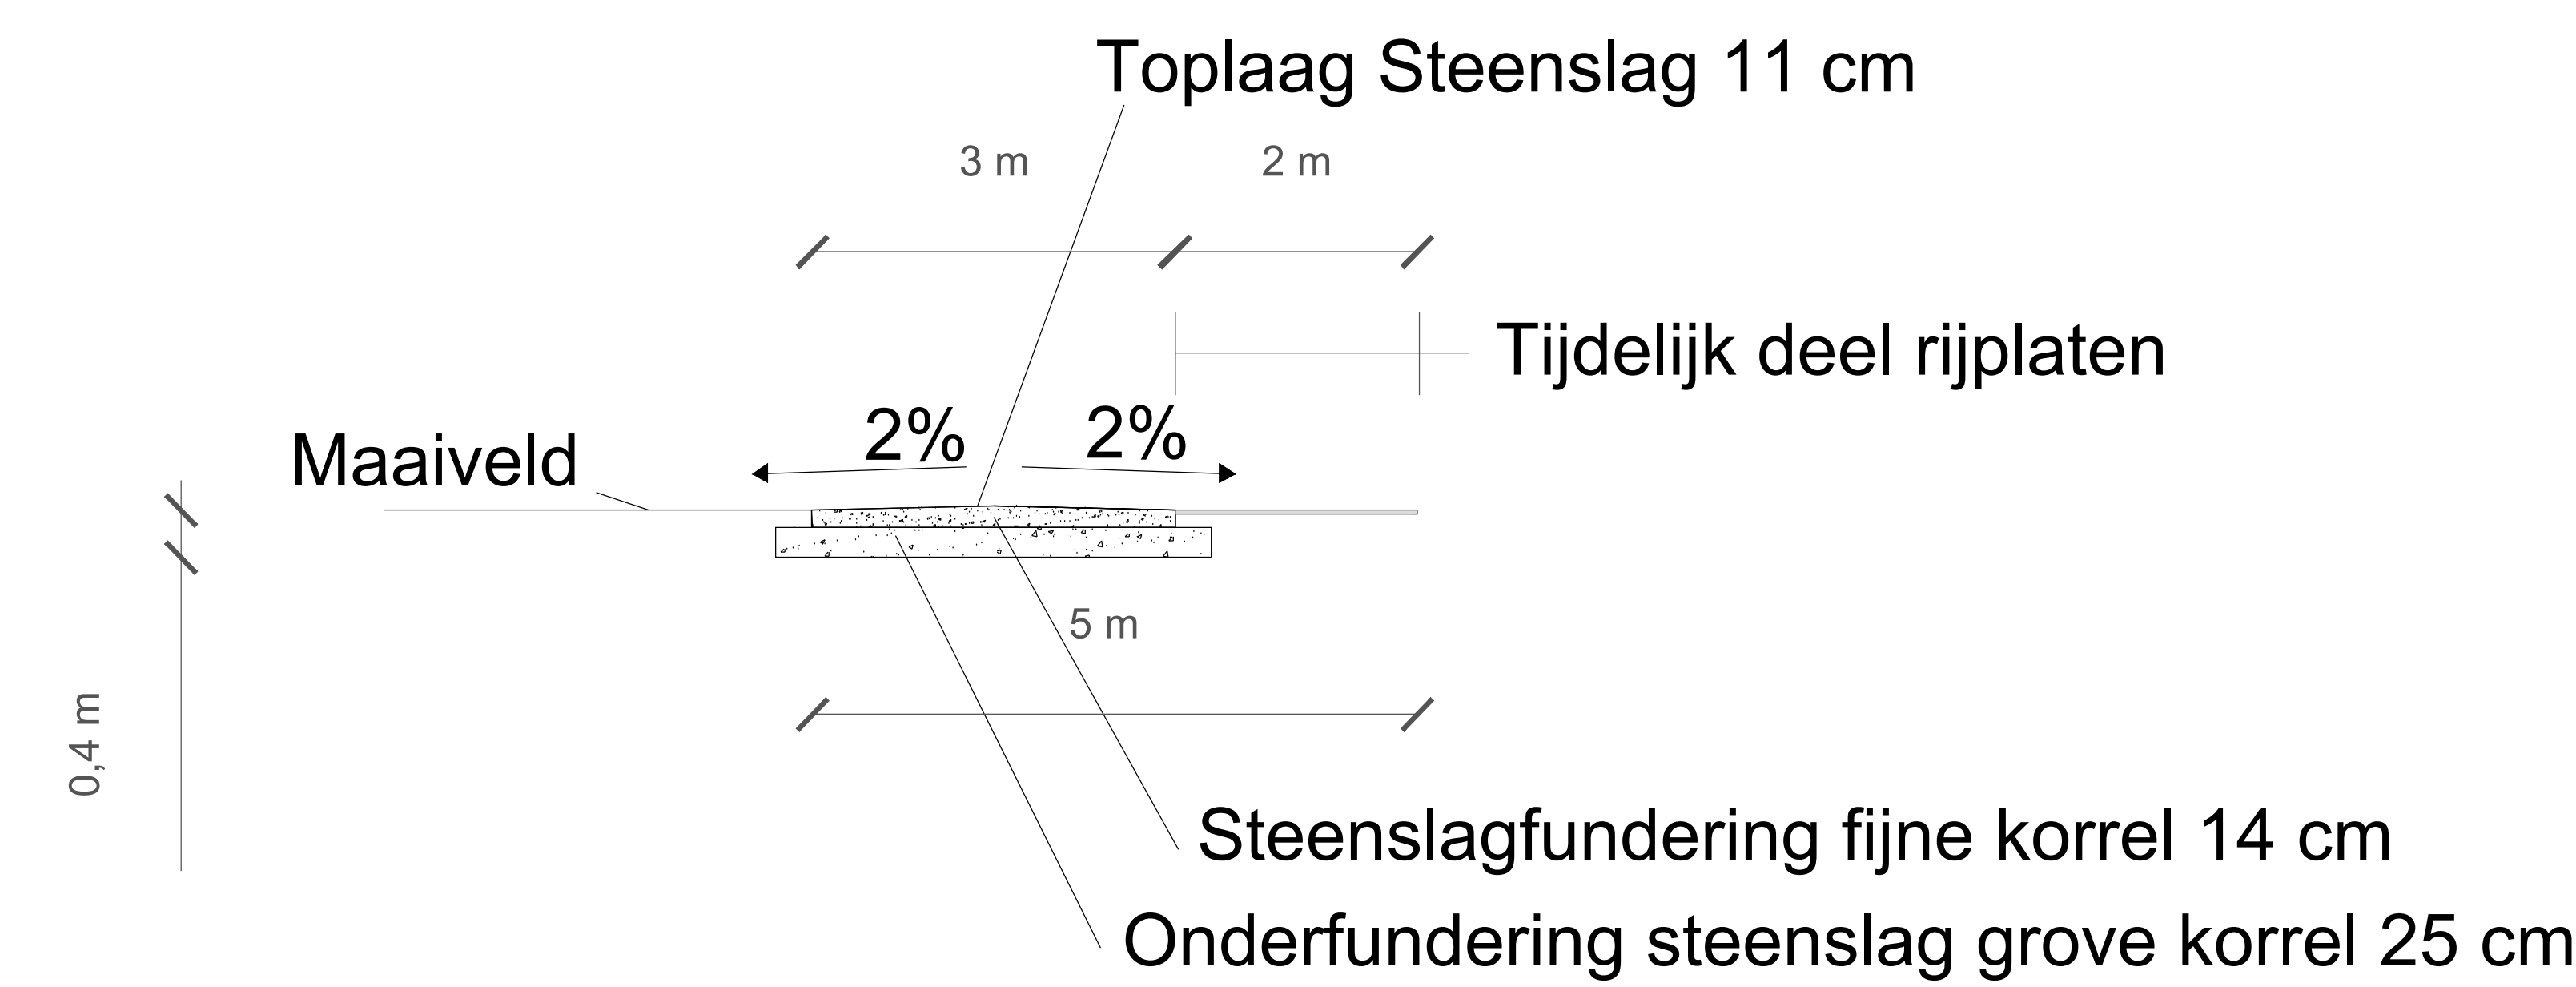 Toplaag Steenslag 11 cm
3 m
2 m
Tijdelijk deel rijplaten
2%
2%
Maaiveld
5 m
0,4 m
Steenslagfundering fijne korrel 14 cm
Onderfundering steenslag grove korrel 25 cm